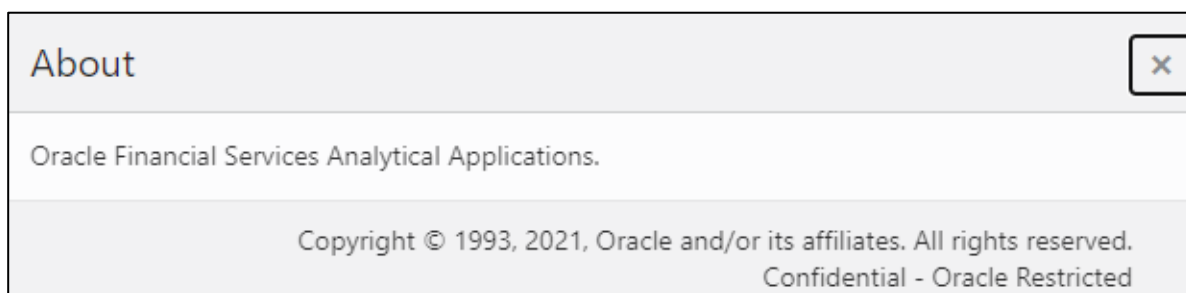 About
Oracle Financial Services Analytical Applications.
Copyright © 1993, 2021, Oracle and/or its affiliates. All rights reserved.
Confidential - Oracle Restricted